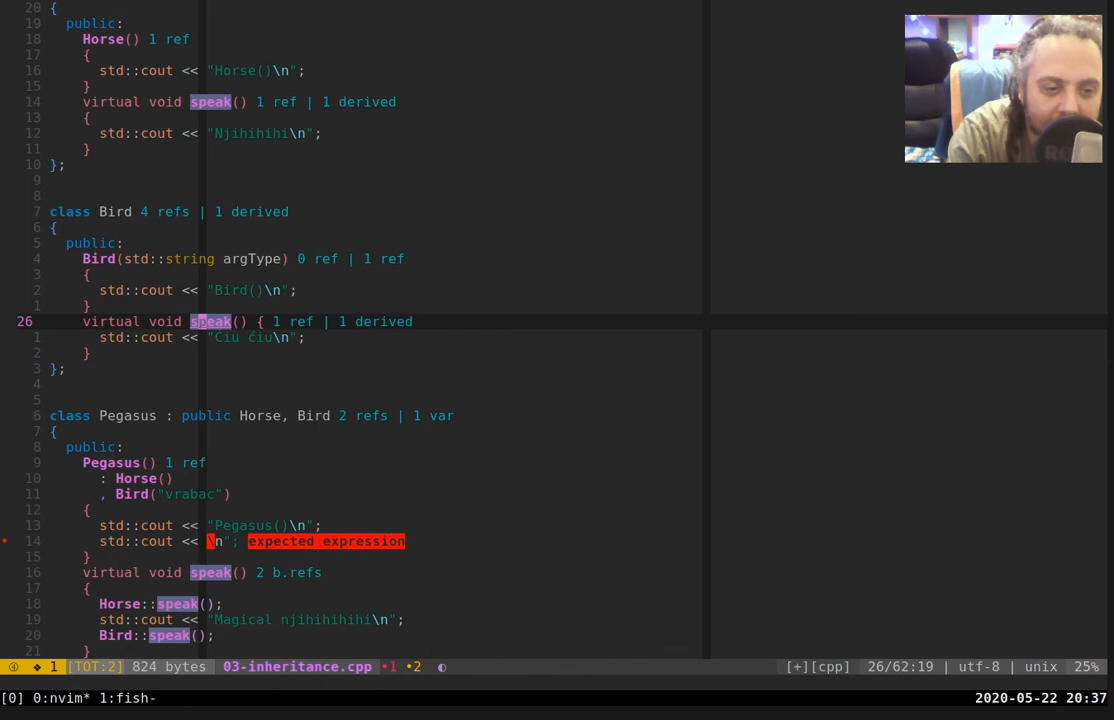 20 {
19 public:
18 Horse() 1 ref
17 {
16 std::cout << "Horse()\n";
15 }
14 virtual void speak() 1 ref | 1 derived
13 {
12 std::cout << "Njihihihi\n";
11 }
10 };
9
8
7 class Bird 4 refs | 1 derived
6 {
5 public:
4 Bird(std::string argType) 0 ref | 1 ref
3 {
2 std::cout << "Bird()\n";
1 }
26 virtual void speak() { 1 ref | 1 derived
1 std::cout << "Ćiu ćiu\n";
2 }
3 };
4
5
6 class Pegasus : public Horse, Bird 2 refs | 1 var
7 {
8 public:
9 Pegasus() 1 ref
10 : Horse()
11 , Bird("vrabac")
12 {
13 std::cout << "Pegasus()\n";
14 std::cout << \n"; expected expression
15 }
16 virtual void speak() 2 b.refs
17 {
18 Horse::speak();
19 std::cout << "Magical njihihihihi\n";
20 Bird::speak();
21 }
④ ❖ 1 [TOT:2] 824 bytes 03-inheritance.cpp •1 •2 ◐ [+][cpp] 26/62:19 | utf-8 | unix 25%
[0] 0:nvim* 1:fish- 2020-05-22 20:37